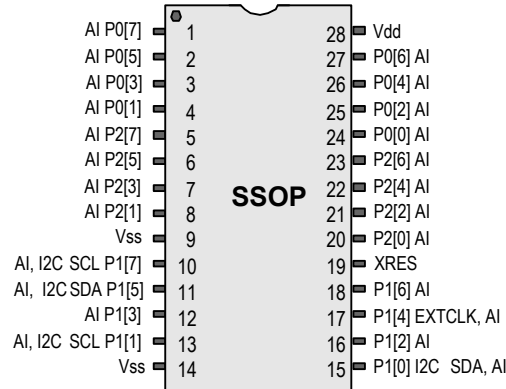 AI P0[7] 1 28 Vdd
AI P0[5] 2 27 P0[6] AI
AI P0[3] 3 26 P0[4] AI
AI P0[1] 4 25 P0[2] AI
AI P2[7] 5 24 P0[0] AI
AI P2[5] 6 23 P2[6] AI
AI P2[3] 7 22 P2[4] AI
SSOP
AI P2[1] 8 21 P2[2] AI
Vss 9 20 P2[0] AI
AI, I2C SCL P1[7] 10 19 XRES
AI, I2C SDA P1[5] 11 18 P1[6] AI
AI P1[3] 12 17 P1[4] EXTCLK, AI
AI, I2C SCL P1[1] 13 16 P1[2] AI
Vss 14 15 P1[0] I2C SDA, AI